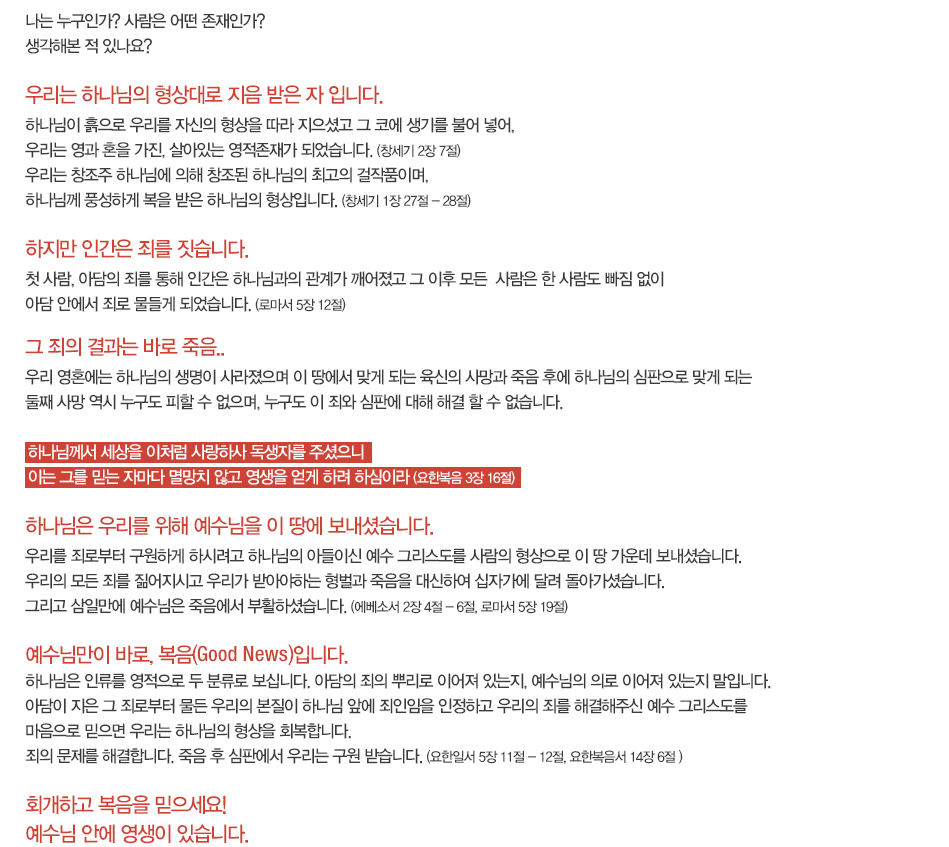 나는 누구인가? 사람은 어떤 존재인가?
생각해본 적 있나요?
우리는 하나님의 형상대로 지음 받은 자 입니다.
하나님이 흙으로 우리를 자신의 형상을 따라 지으셨고 그 코에 생기를 불어 넣어,
우리는 영과 혼을 가진, 살아있는 영적존재가 되었습니다. (창세기 2장 7절)
우리는 창조주 하나님에 의해 창조된 하나님의 최고의 걸작품이며,
하나님께 풍성하게 복을 받은 하나님의 형상입니다. (창세기 1장 27절 – 28절)
하지만 인간은 죄를 짓습니다.
첫 사람, 아담의 죄를 통해 인간은 하나님과의 관계가 깨어졌고 그 이후 모든 사람은 한 사람도 빠짐 없이
아담 안에서 죄로 물들게 되었습니다. (로마서 5장 12절)
그 죄의 결과는 바로 죽음..
우리 영혼에는 하나님의 생명이 사라졌으며 이 땅에서 맞게 되는 육신의 사망과 죽음 후에 하나님의 심판으로 맞게 되는
둘째 사망 역시 누구도 피할 수 없으며, 누구도 이 죄와 심판에 대해 해결 할 수 없습니다.
하나님께서 세상을 이처럼 사랑하사 독생자를 주셨으니
이는 그를 믿는 자마다 멸망치 않고 영생을 얻게 하려 하심이라 (요한복음 3장 16절)
하나님은 우리를 위해 예수님을 이 땅에 보내셨습니다.
우리를 죄로부터 구원하게 하시려고 하나님의 아들이신 예수 그리스도를 사람의 형상으로 이 땅 가운데 보내셨습니다.
우리의 모든 죄를 짊어지시고 우리가 받아야하는 형벌과 죽음을 대신하여 십자가에 달려 돌아가셨습니다.
그리고 삼일만에 예수님은 죽음에서 부활하셨습니다. (에베소서 2장 4절 – 6절, 로마서 5장 19절)
예수님만이 바로, 복음(Good News)입니다.
하나님은 인류를 영적으로 두 분류로 보십니다. 아담의 죄의 뿌리로 이어져 있는지, 예수님의 의로 이어져 있는지 말입니다.
아담이 지은 그 죄로부터 물든 우리의 본질이 하나님 앞에 죄인임을 인정하고 우리의 죄를 해결해주신 예수 그리스도를
마음으로 믿으면 우리는 하나님의 형상을 회복합니다.
죄의 문제를 해결합니다. 죽음 후 심판에서 우리는 구원 받습니다. (요한일서 5장 11절 – 12절, 요한복음서 14장 6절 )
회개하고 복음을 믿으세요!
예수님 안에 영생이 있습니다.